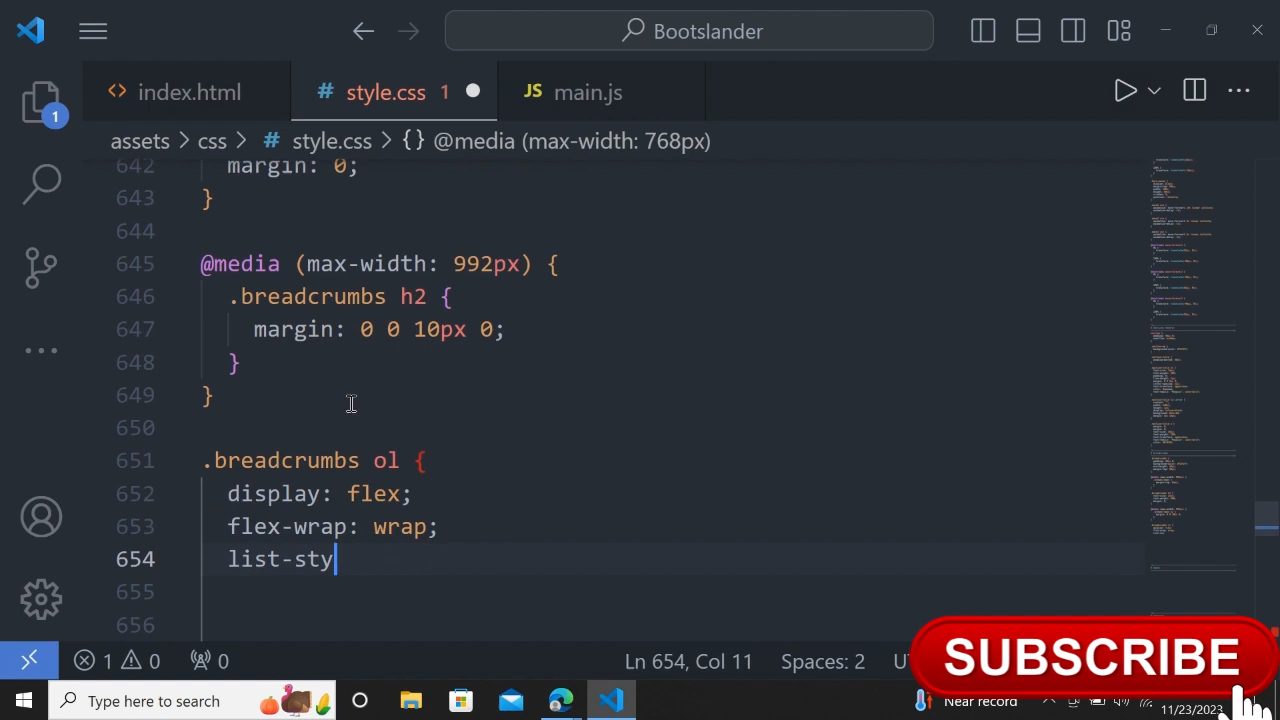 Bootslander
index.html
style.css 1
JS main.js
1
assets > css > # style.css > {} @media (max-width: 768px)
642 margin: 0;
643 }
644
645 @media (max-width: 992px) {
646 .breadcrumbs h2 {
647 margin: 0 0 10px 0;
648 }
649 }
650
651 .breadcrumbs ol {
652 display: flex;
653 flex-wrap: wrap;
654 list-sty
655
656
1 0 0
Ln 654, Col 11 Spaces: 2 U
SUBSCRIBE
Type here to search
Near record
11/23/2023